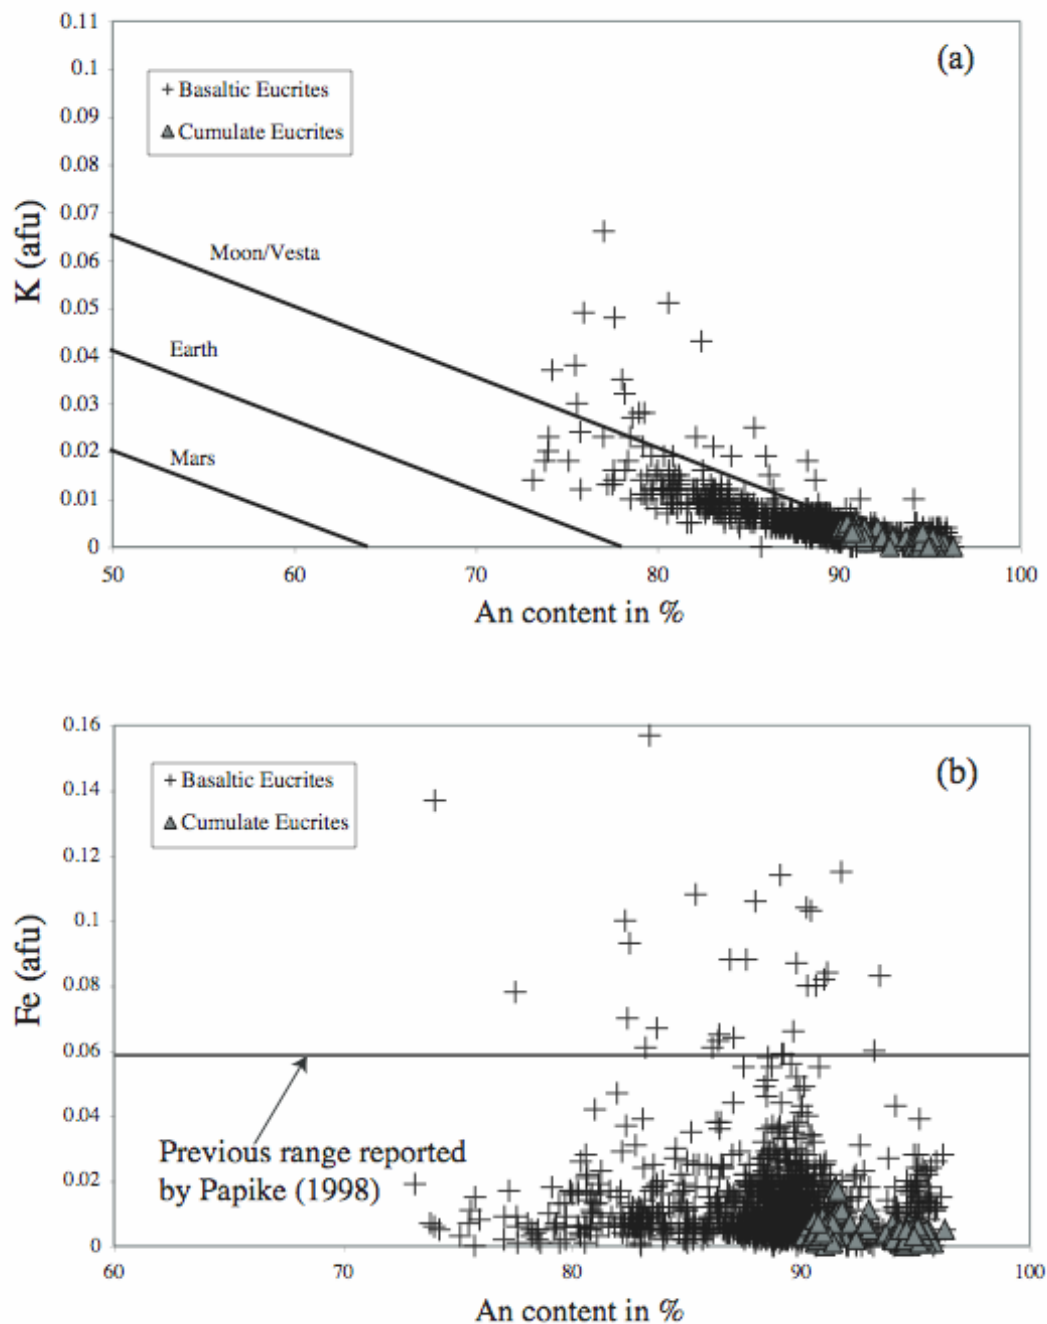 (a)
0.11
0.1
0.09
0.08
0.07
0.06
0.05
0.04
0.03
0.02
0.01
0
K (afu)
+ Basaltic Eucrites
Cumulate Eucrites
Moon/Vesta
Earth
Mars
50 60 70 80 90 100
An content in %
(b)
0.16
0.14
0.12
0.1
0.08
0.06
0.04
0.02
0
Fe (afu)
+ Basaltic Eucrites
Cumulate Eucrites
Previous range reported
by Papike (1998)
60 70 80 90 100
An content in %